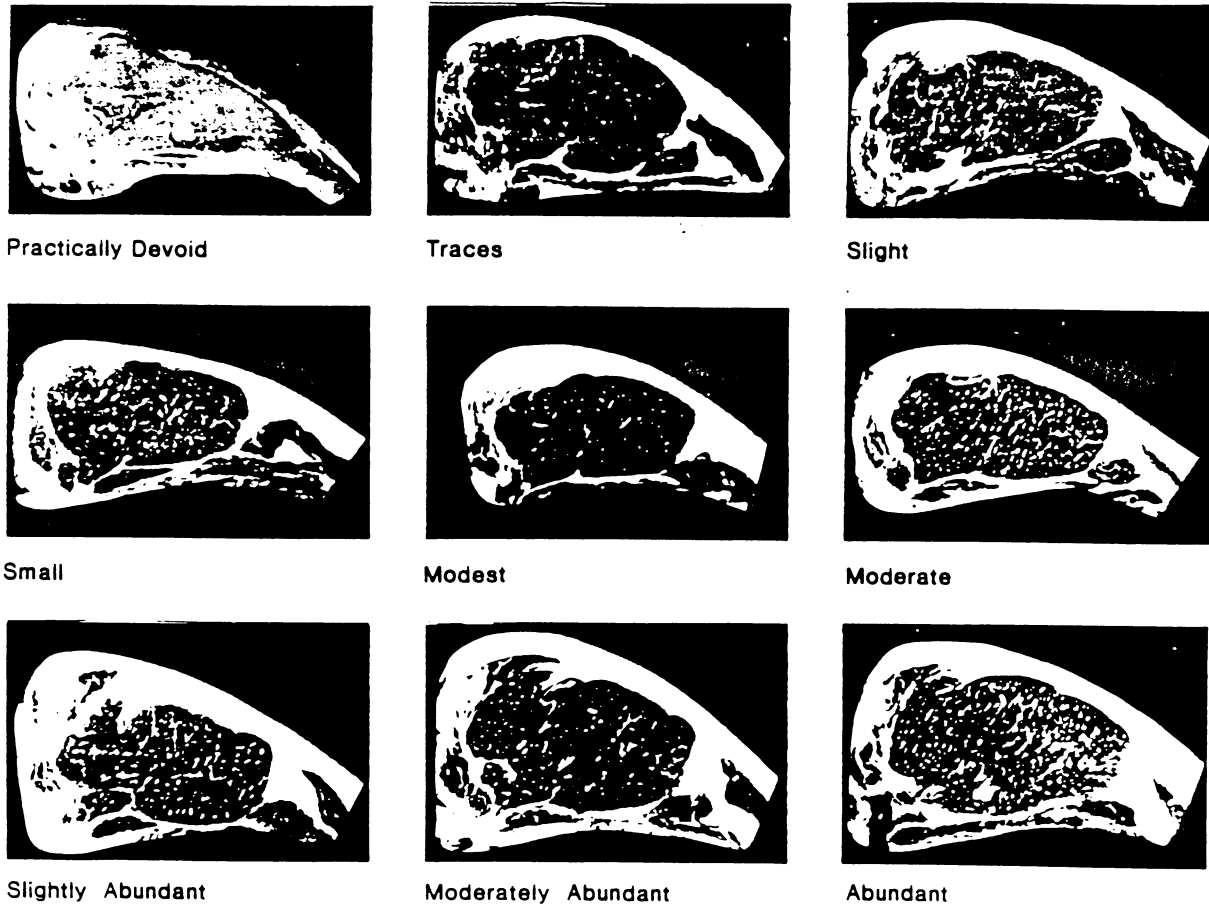 Practically Devoid
Traces
Slight
Small
Modest
Moderate
Slightly Abundant
Moderately Abundant
Abundant